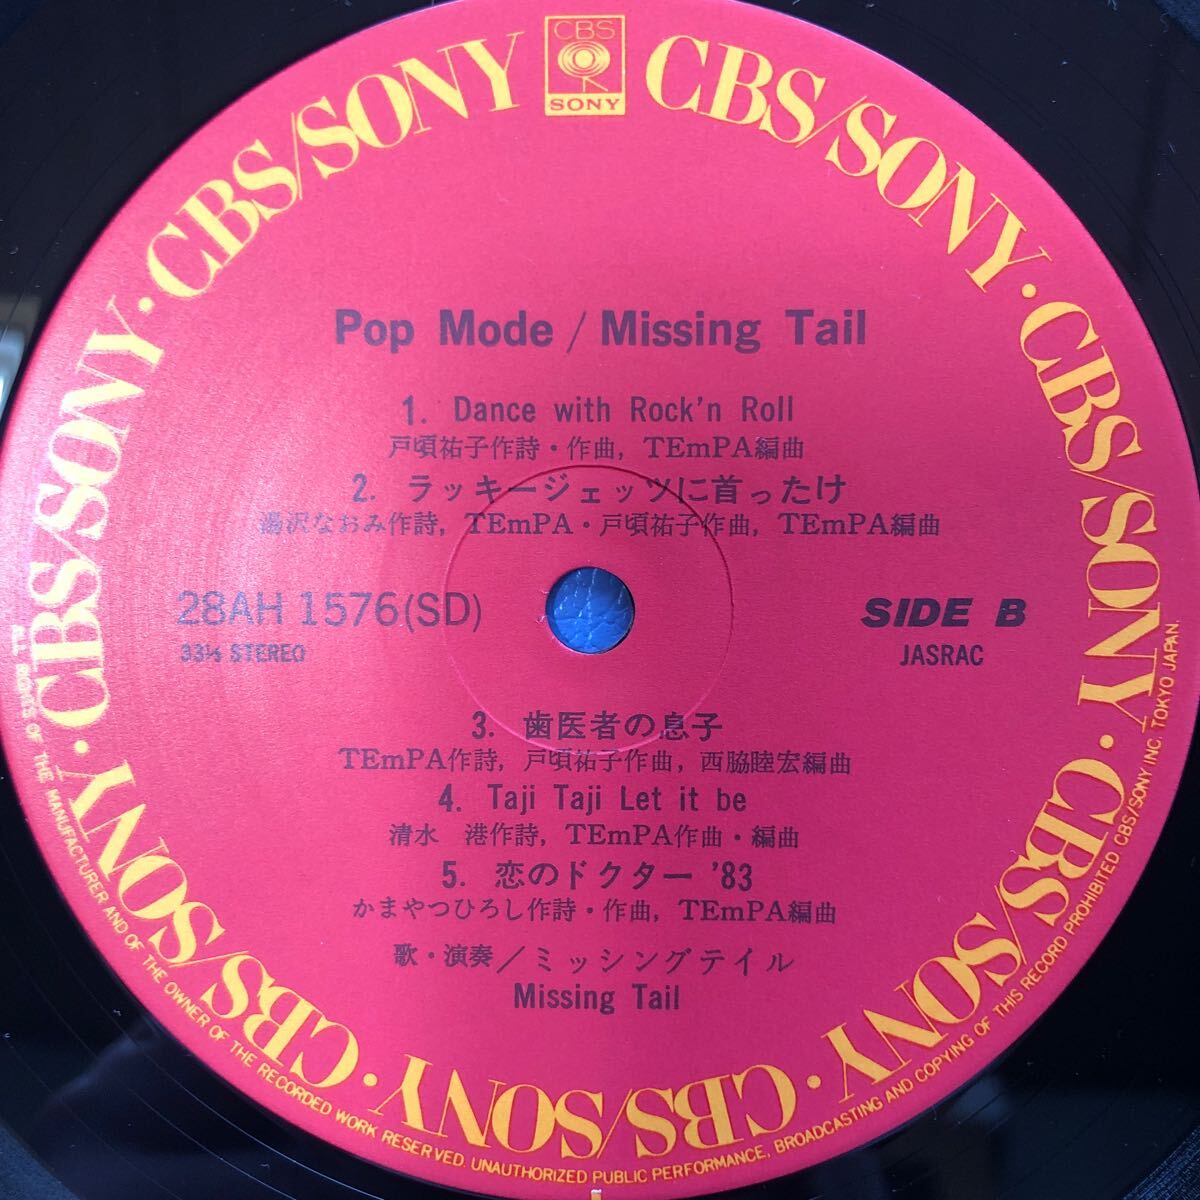 CBS
SONY
CBS/SONY · CBS/SONY · CBS/SONY · CBS/SONY · CBS/SONY · CBS/SONY · CBS/SONY · CBS/SONY · CBS/SONY
Pop Mode / Missing Tail
1. Dance with Rock'n Roll
戸頃祐子作詩・作曲, TEmPA編曲
2. ラッキージェッツに首ったけ
湯沢なおみ作詩, TEmPA・戸頃祐子作曲, TEmPA編曲
28AH 1576(SD)
33⅓ STEREO
SIDE B
JASRAC
3. 歯医者の息子
TEmPA作詩, 戸頃祐子作曲, 西脇睦宏編曲
4. Taji Taji Let it be
清水 港作詩, TEmPA作曲・編曲
5. 恋のドクター '83
かまやつひろし作詩・作曲, TEmPA編曲
歌・演奏/ミッシングテイル
Missing Tail
ALL RIGHTS OF THE MANUFACTURER AND OF THE OWNER OF THE RECORDED WORK RESERVED. UNAUTHORIZED PUBLIC PERFORMANCE, BROADCASTING AND COPYING OF THIS RECORD PROHIBITED CBS/SONY INC. TOKYO JAPAN.